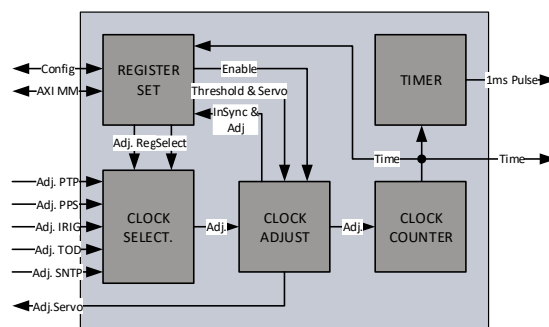 Config
AXI MM
REGISTER
SET
Enable
Threshold & Servo
InSync &
Adj
TIMER
1ms Pulse
Adj. RegSelect
Time
Time
Adj. PTP
Adj. PPS
Adj. IRIG
Adj. TOD
Adj. SNTP
CLOCK
SELECT.
Adj.
CLOCK
ADJUST
Adj.
CLOCK
COUNTER
Adj.Servo